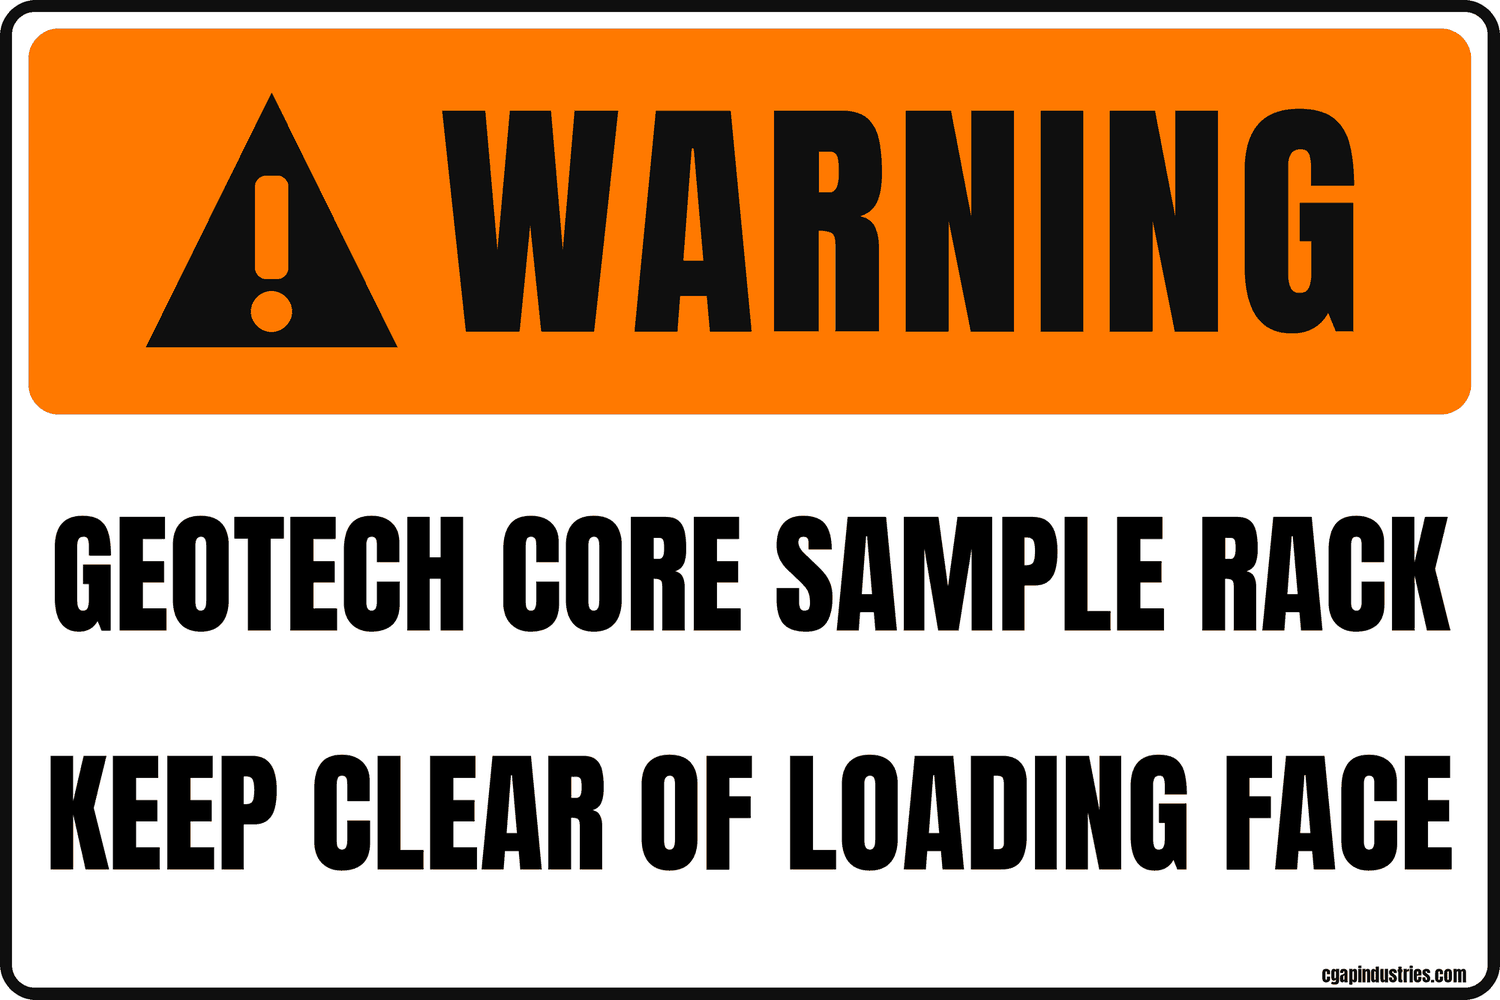 WARNING
GEOTECH CORE SAMPLE RACK
KEEP CLEAR OF LOADING FACE
cgapindustries.com